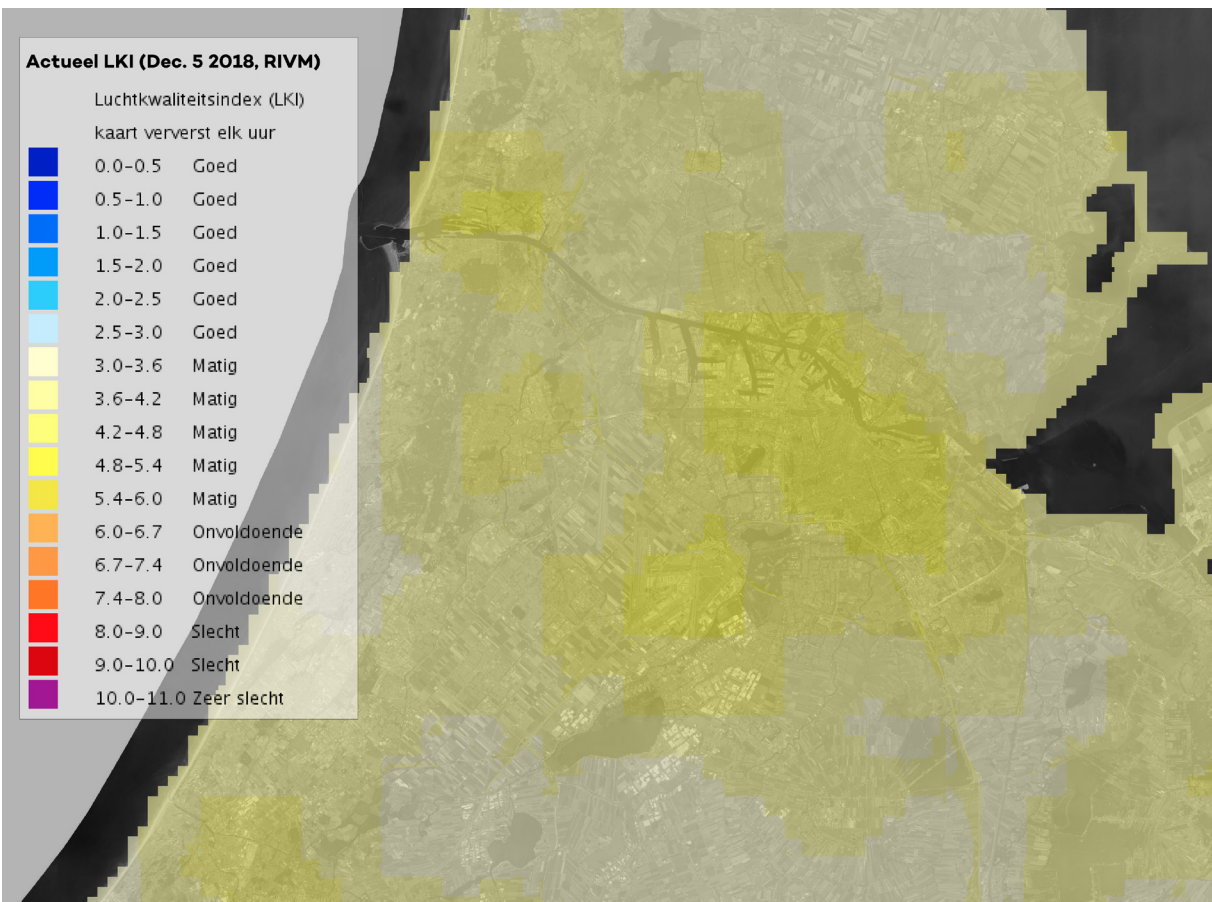 Actueel LKI (Dec. 5 2018, RIVM)
Luchtkwaliteitsindex (LKI)
kaart ververst elk uur
0.0-0.5 Goed
0.5-1.0 Goed
1.0-1.5 Goed
1.5-2.0 Goed
2.0-2.5 Goed
2.5-3.0 Goed
3.0-3.6 Matig
3.6-4.2 Matig
4.2-4.8 Matig
4.8-5.4 Matig
5.4-6.0 Matig
6.0-6.7 Onvoldoende
6.7-7.4 Onvoldoende
7.4-8.0 Onvoldoende
8.0-9.0 Slecht
9.0-10.0 Slecht
10.0-11.0 Zeer slecht